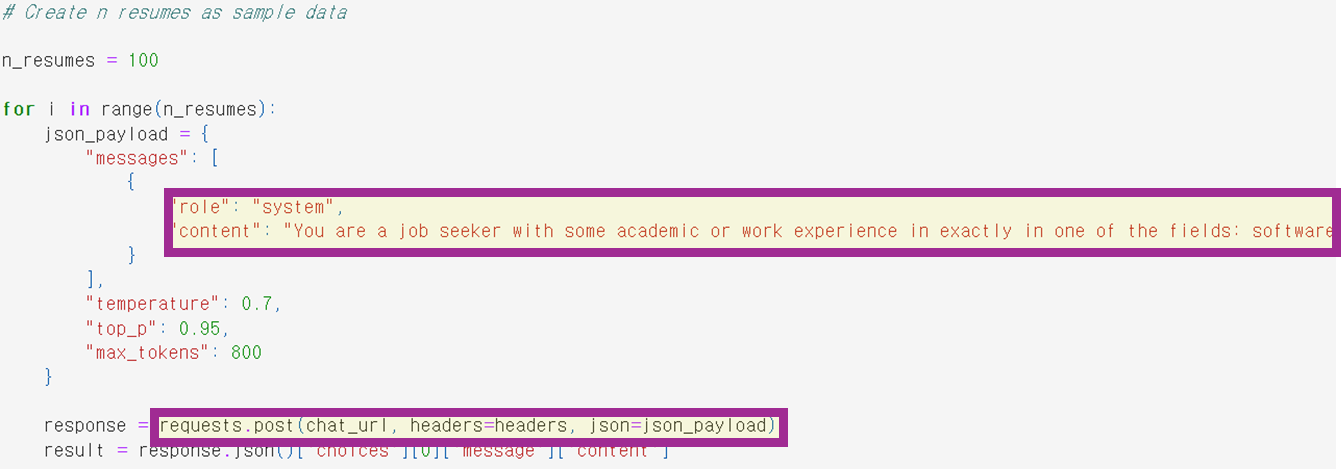 # Create n resumes as sample data
n_resumes = 100
for i in range(n_resumes):
json_payload = {
"messages": [
{
"role": "system",
"content": "You are a job seeker with some academic or work experience in exactly in one of the fields: software
}
],
"temperature": 0.7,
"top_p": 0.95,
"max_tokens": 800
}
response = requests.post(chat_url, headers=headers, json=json_payload)
result = response.json()["choices"][0]["message"]["content"]